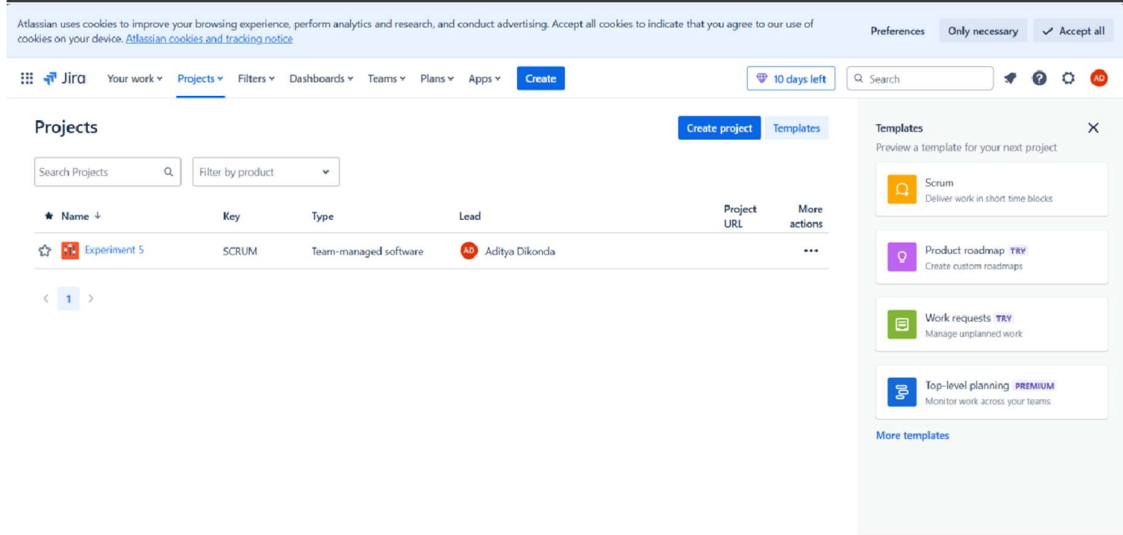 Atlassian uses cookies to improve your browsing experience, perform analytics and research, and conduct advertising. Accept all cookies to indicate that you agree to our use of
cookies on your device. Atlassian cookies and tracking notice
Preferences Only necessary Accept all
Jira Your work Projects Filters Dashboards Teams Plans Apps Create 10 days left Search AD
Projects
Create project Templates
Search Projects Filter by product
Name Key Type Lead Project URL More actions
Experiment 5 SCRUM Team-managed software AD Aditya Dikonda
1
Templates
Preview a template for your next project
Scrum
Deliver work in short time blocks
Product roadmap TRY
Create custom roadmaps
Work requests TRY
Manage unplanned work
Top-level planning PREMIUM
Monitor work across your teams
More templates